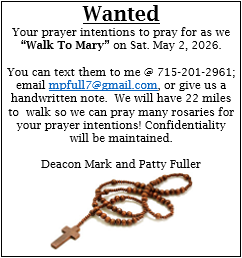 Wanted
Your prayer intentions to pray for as we
“Walk To Mary” on Sat. May 2, 2026.
You can text them to me @ 715-201-2961;
email mpfull7@gmail.com, or give us a
handwritten note. We will have 22 miles
to walk so we can pray many rosaries for
your prayer intentions! Confidentiality
will be maintained.
Deacon Mark and Patty Fuller